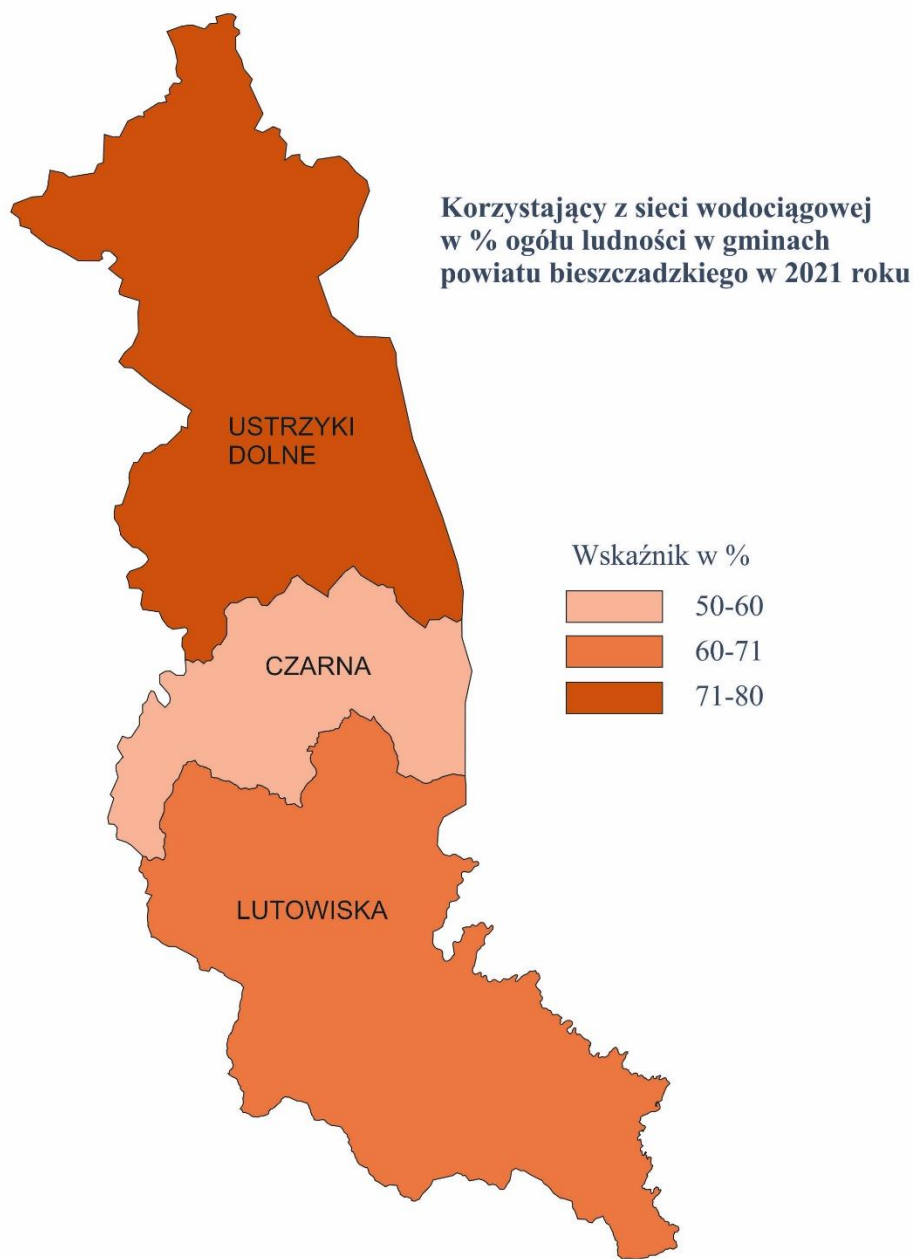 Korzystający z sieci wodociągowej
w % ogółu ludności w gminach
powiatu bieszczadzkiego w 2021 roku
USTRZYKI
DOLNE
Wskaźnik w %
50-60
60-71
71-80
CZARNA
LUTOWISKA